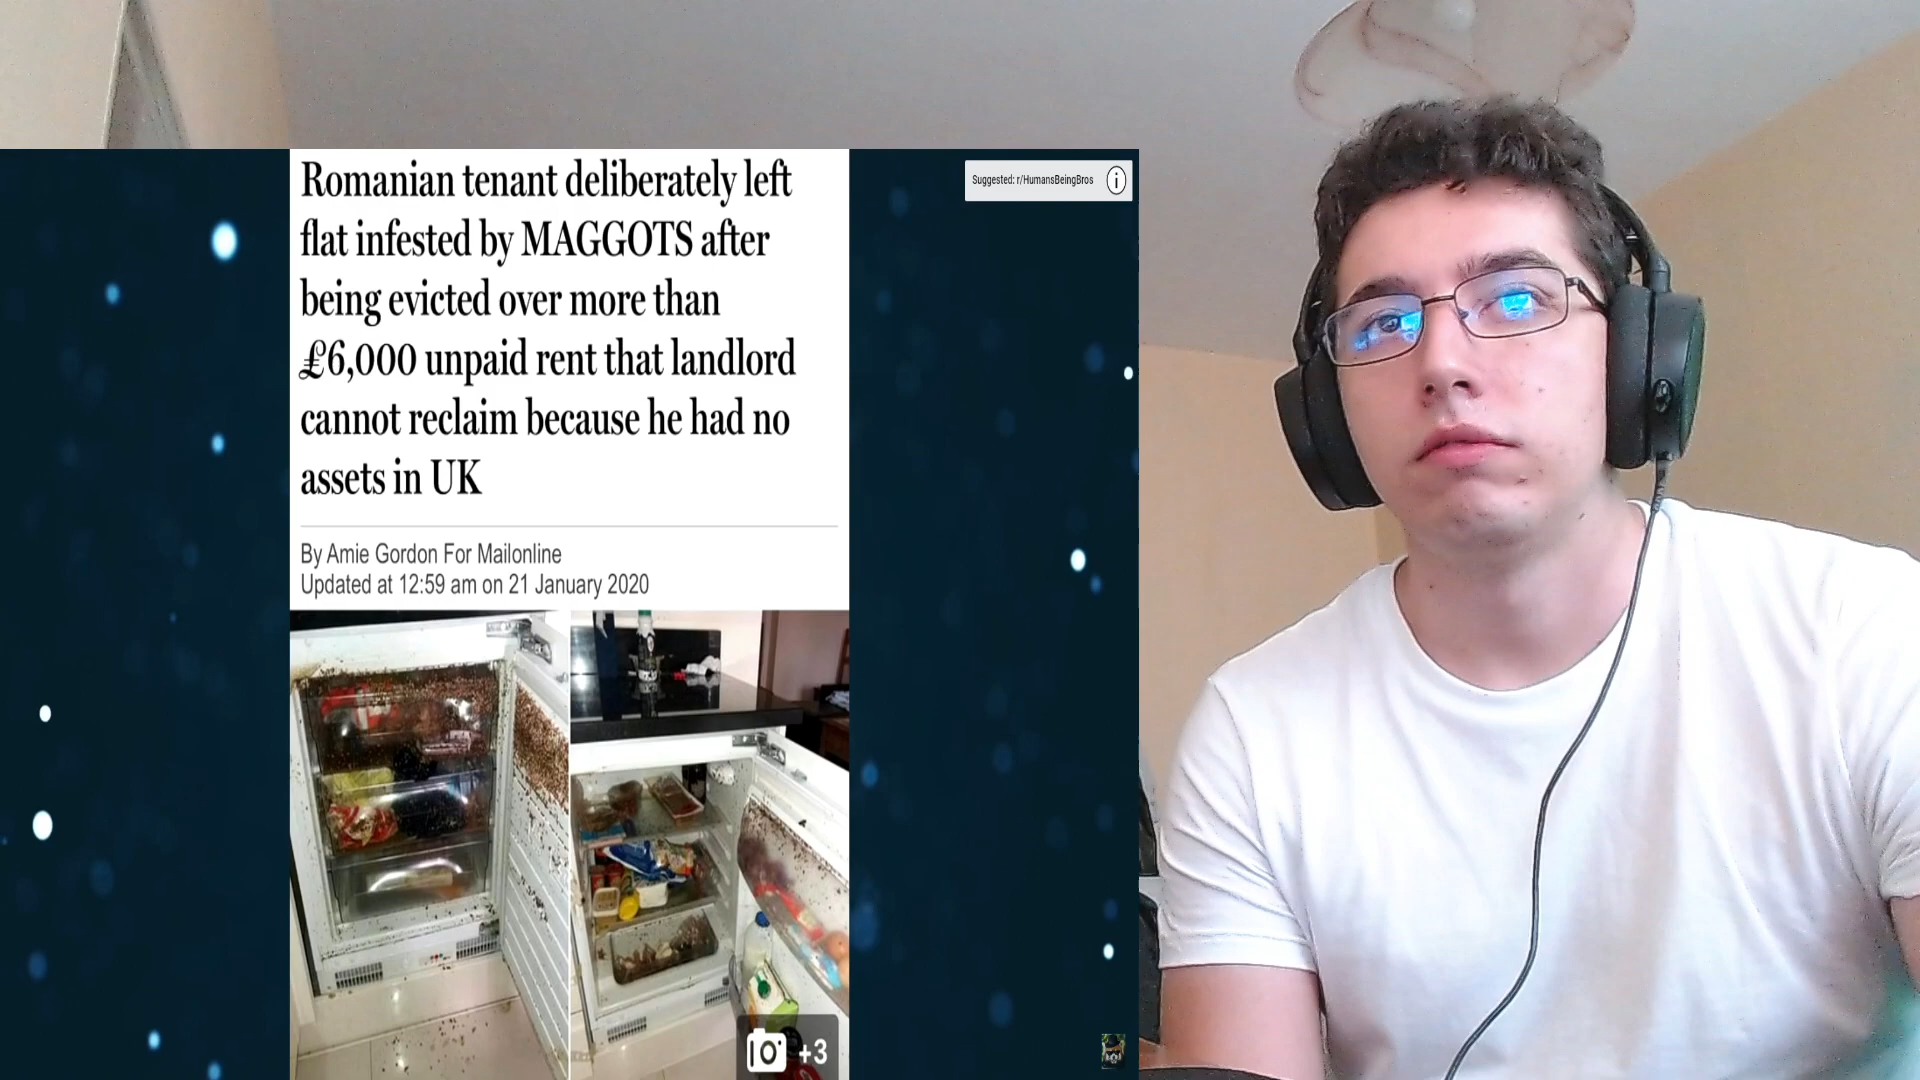 Romanian tenant deliberately left
flat infested by MAGGOTS after
being evicted over more than
£6,000 unpaid rent that landlord
cannot reclaim because he had no
assets in UK
By Amie Gordon For Mailonline
Updated at 12:59 am on 21 January 2020
Suggested: r/HumansBeingBros
+3